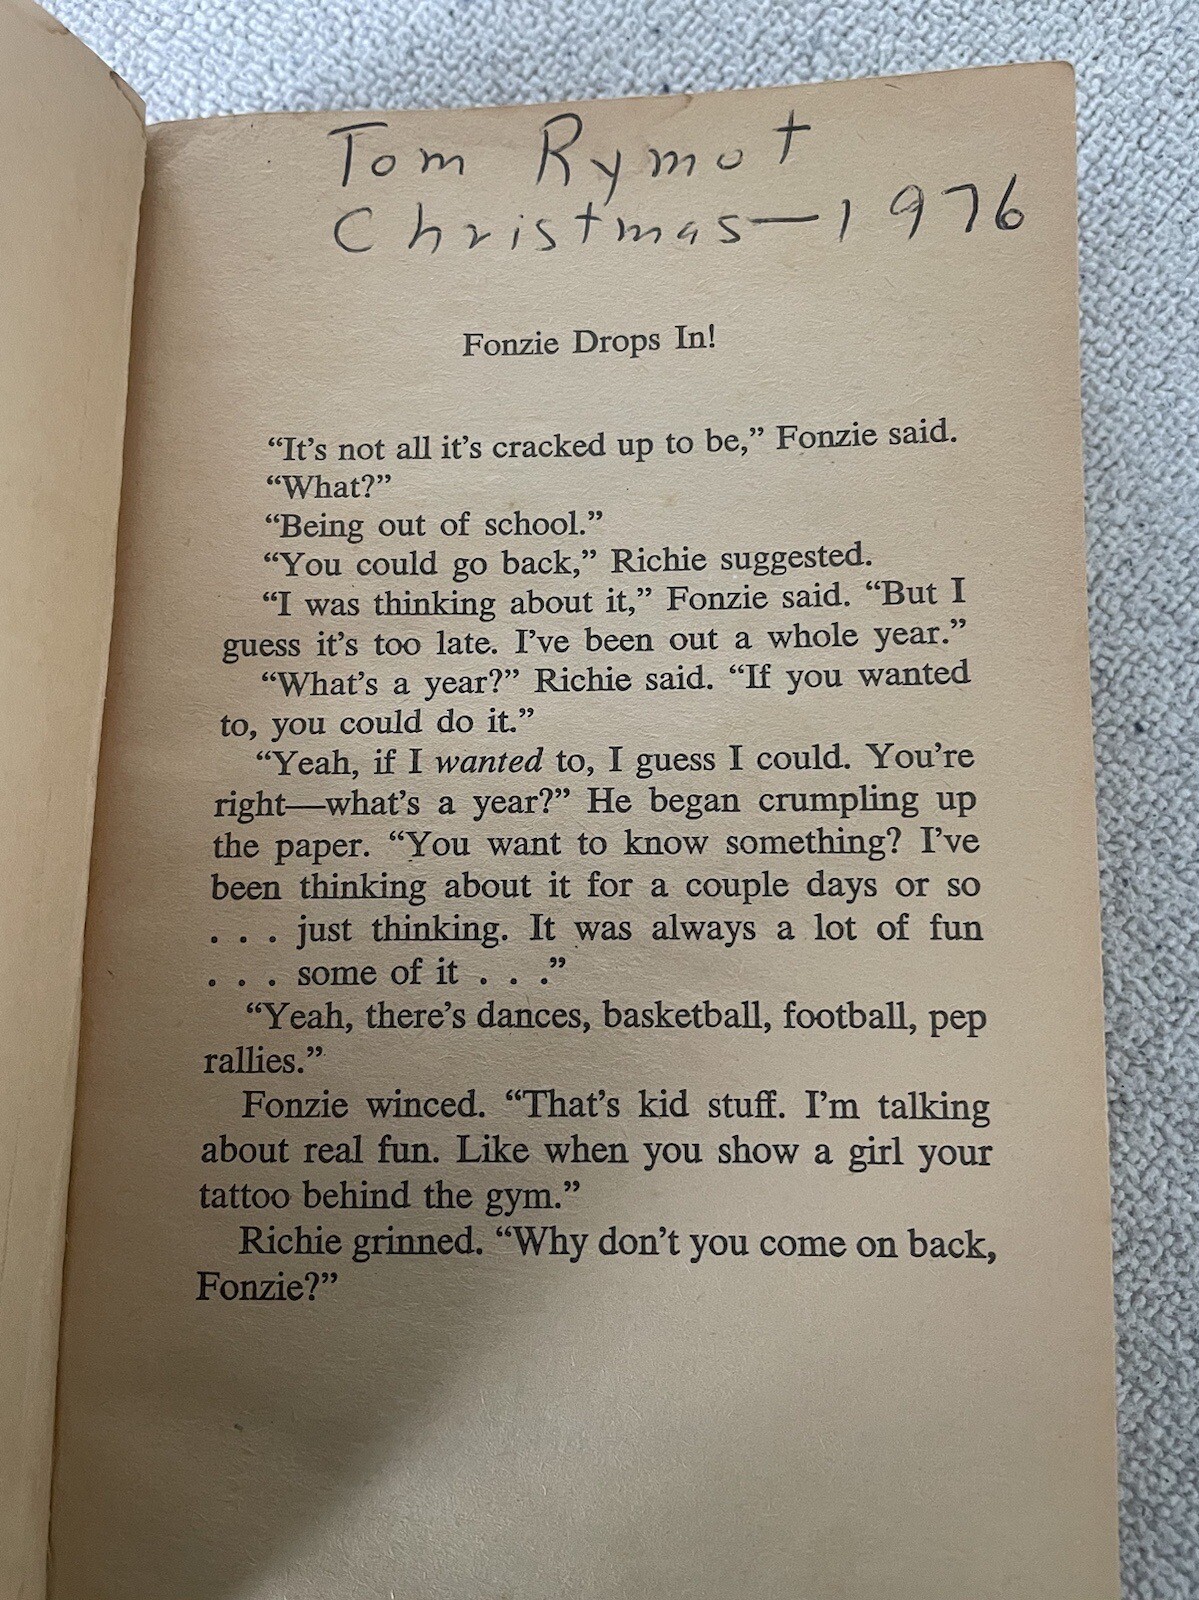 Tom Rymot
Christmas—1976
Fonzie Drops In!
“It's not all it's cracked up to be,” Fonzie said.
“What?”
“Being out of school.”
“You could go back,” Richie suggested.
“I was thinking about it,” Fonzie said. “But I
guess it's too late. I've been out a whole year.”
“What's a year?” Richie said. “If you wanted
to, you could do it.”
“Yeah, if I wanted to, I guess I could. You're
right—what's a year?” He began crumpling up
the paper. “You want to know something? I've
been thinking about it for a couple days or so
. . . just thinking. It was always a lot of fun
. . . some of it . . .”
“Yeah, there's dances, basketball, football, pep
rallies.”
Fonzie winced. “That's kid stuff. I'm talking
about real fun. Like when you show a girl your
tattoo behind the gym.”
Richie grinned. “Why don't you come on back,
Fonzie?”